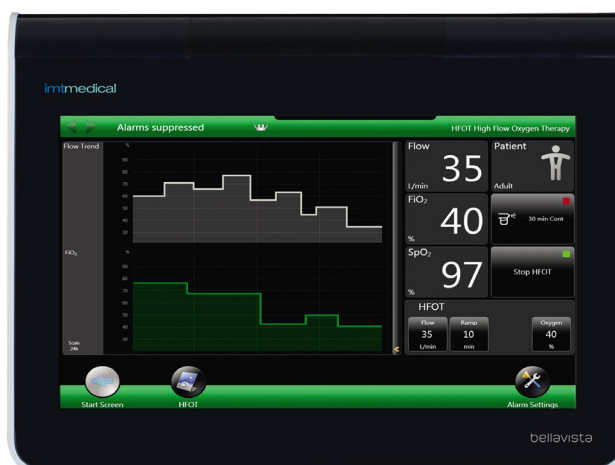 imtmedical
Alarms suppressed
HFOT High Flow Oxygen Therapy
Flow Trend
%
90
80
70
60
50
40
30
FiO₂
%
90
80
70
60
50
40
30
Scale
24h
Flow
35
L/min
FiO₂
40
%
SpO₂
97
%
Patient
Adult
30 min Cont
Stop HFOT
HFOT
Flow
35
L/min
Ramp
10
min
Oxygen
40
%
Start Screen
HFOT
Alarm Settings
bellavista